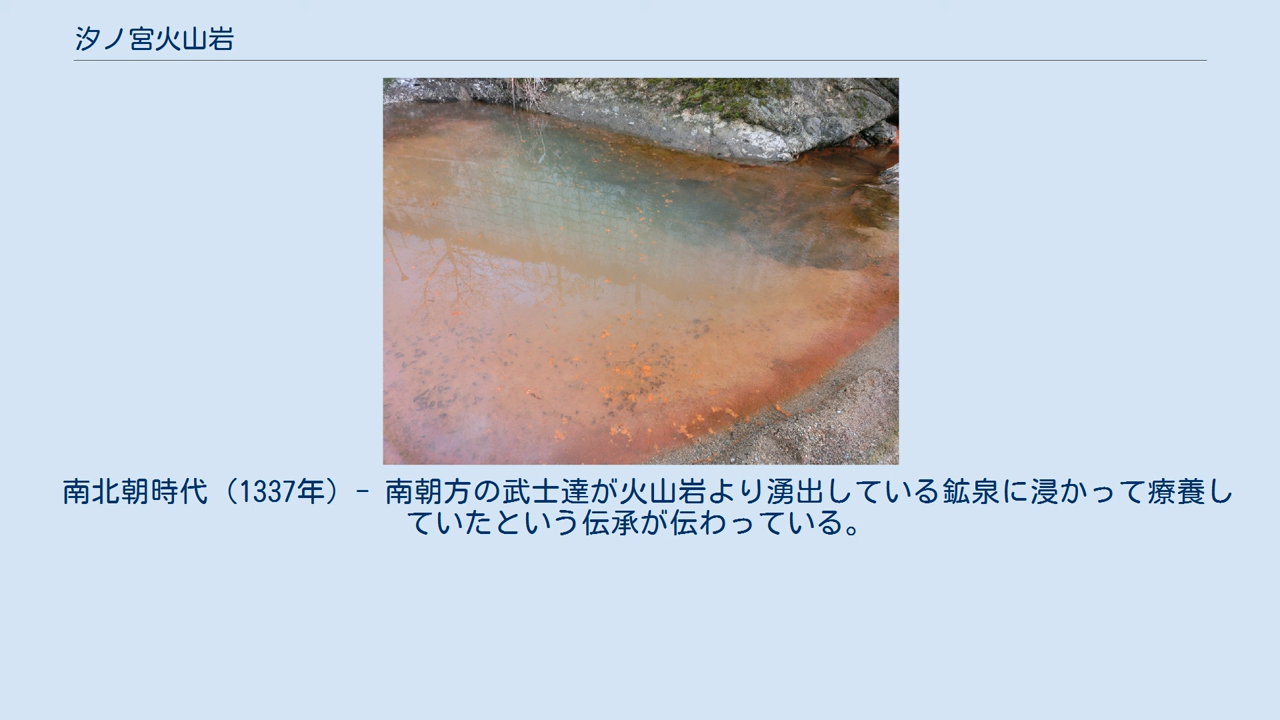 汐ノ宮火山岩
南北朝時代（1337年）- 南朝方の武士達が火山岩より湧出している鉱泉に浸かって療養し
ていたという伝承が伝わっている。